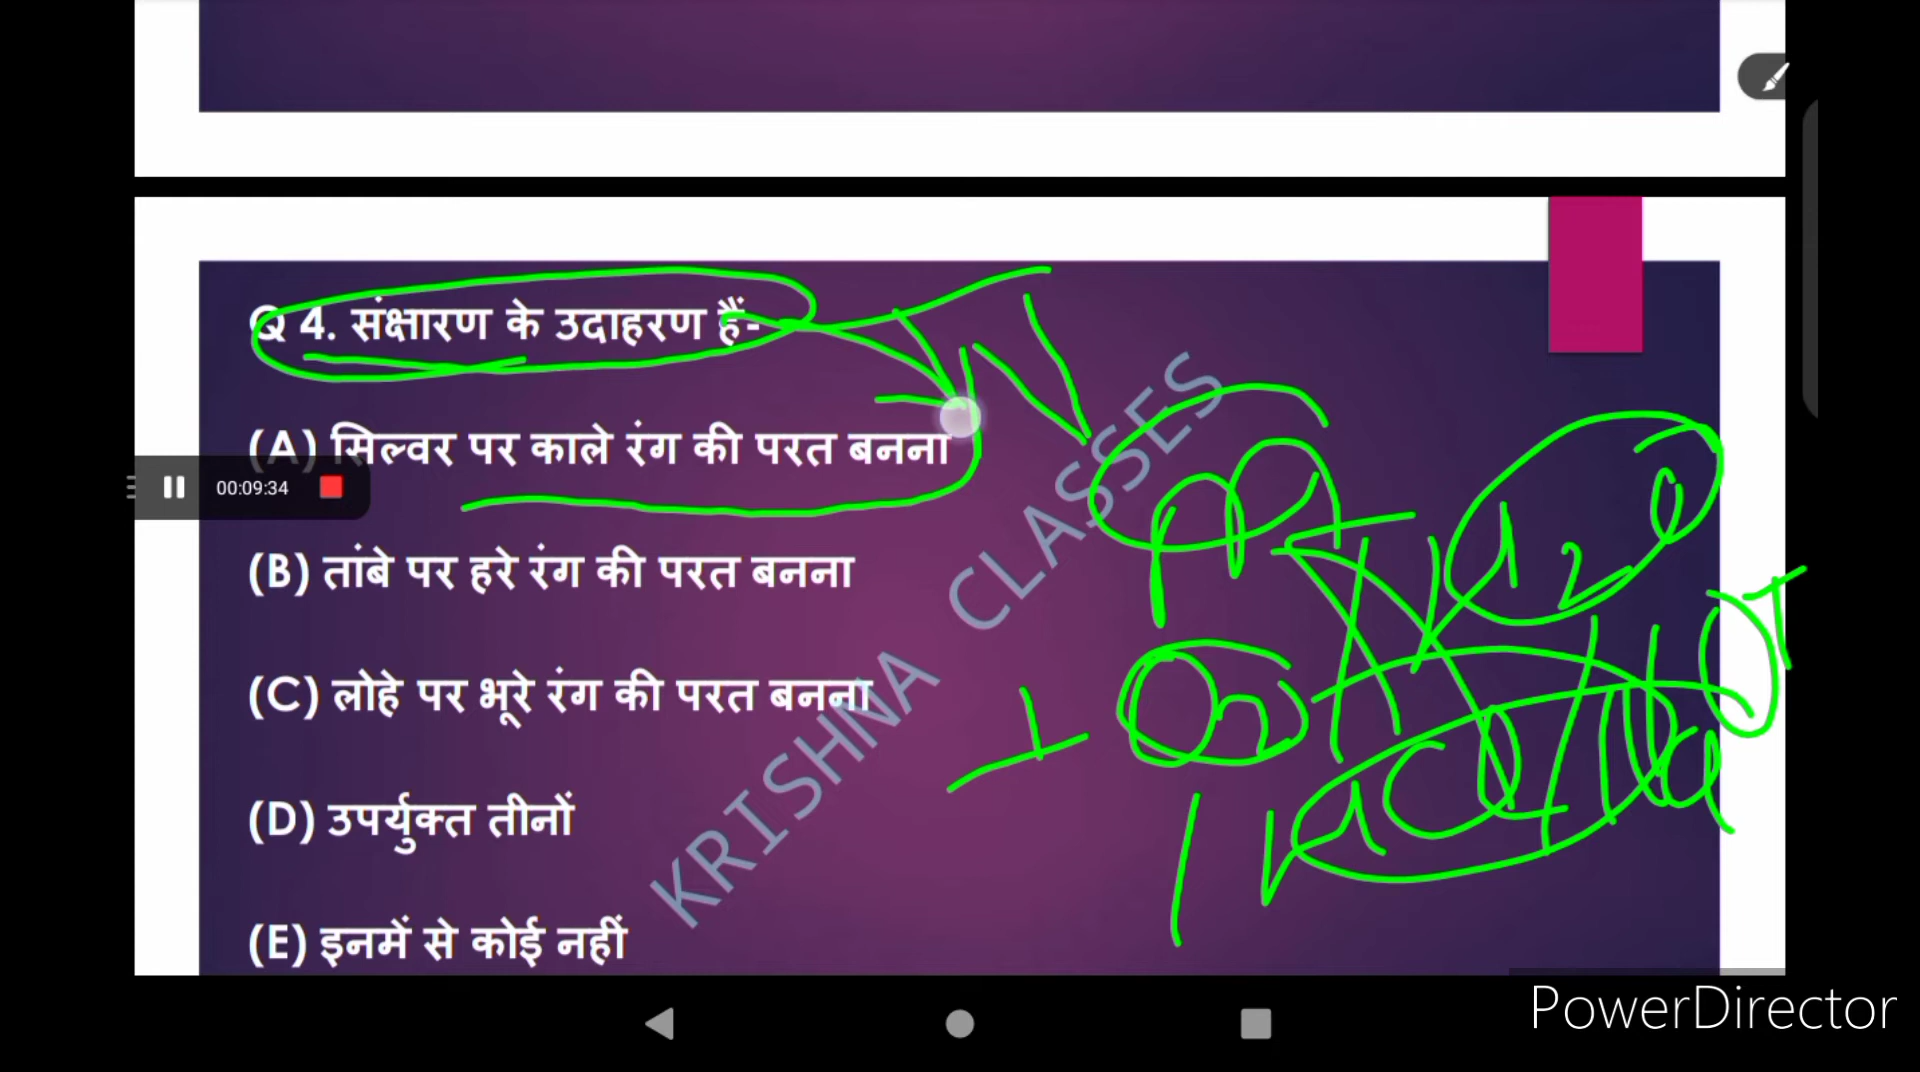 Q 4. संक्षारण के उदाहरण हैं-
(A) सिल्वर पर काले रंग की परत बनना
00:09:34
(B) तांबे पर हरे रंग की परत बनना
(C) लोहे पर भूरे रंग की परत बनना
(D) उपर्युक्त तीनों
(E) इनमें से कोई नहीं
KRISHNA CLASSES
PowerDirector